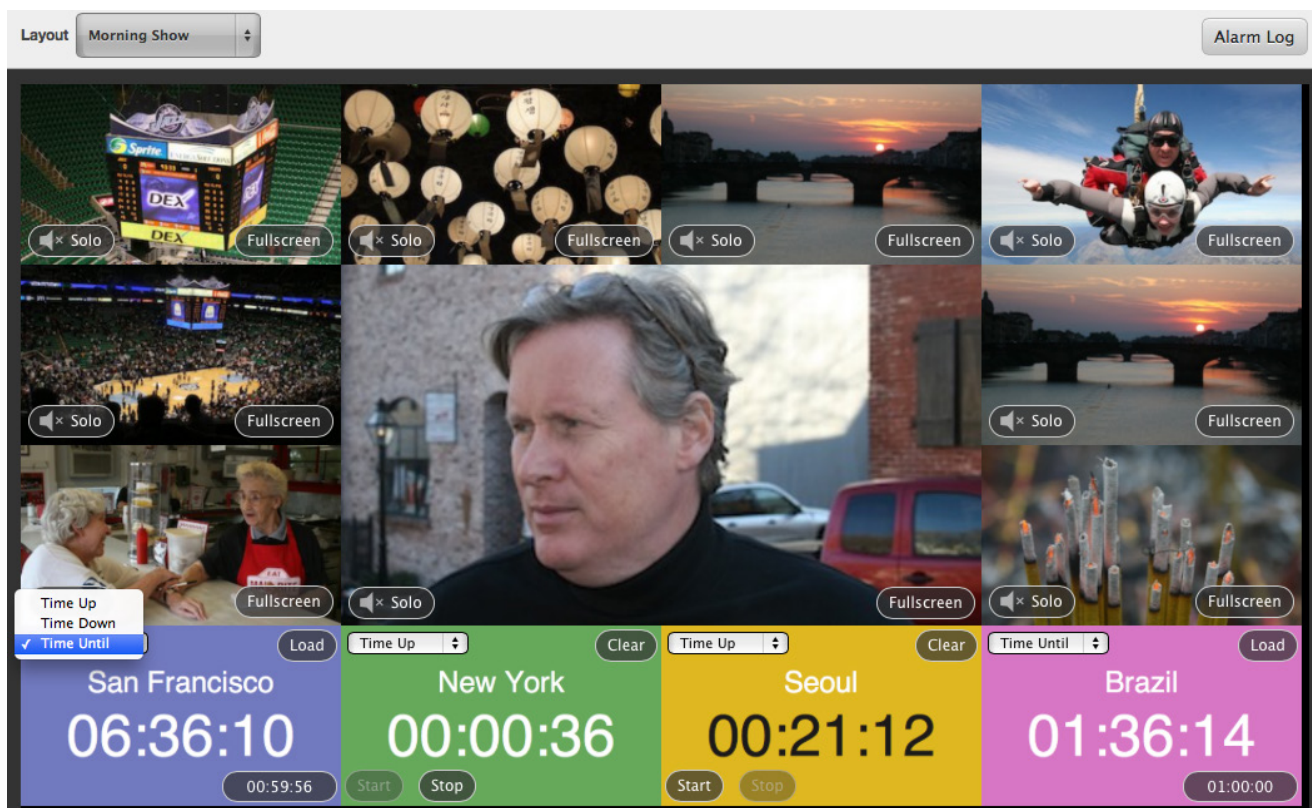 Layout
Morning Show
Alarm Log
Sprite
DEX
DEX
Solo
Fullscreen
Solo
Fullscreen
Solo
Fullscreen
Solo
Fullscreen
Solo
Fullscreen
Solo
Fullscreen
Fullscreen
Solo
Fullscreen
Solo
Fullscreen
Time Up
Time Down
✓ Time Until
Load
San Francisco
06:36:10
00:59:56
Time Up
Clear
New York
00:00:36
Start
Stop
Time Up
Clear
Seoul
00:21:12
Start
Stop
Time Until
Load
Brazil
01:36:14
01:00:00